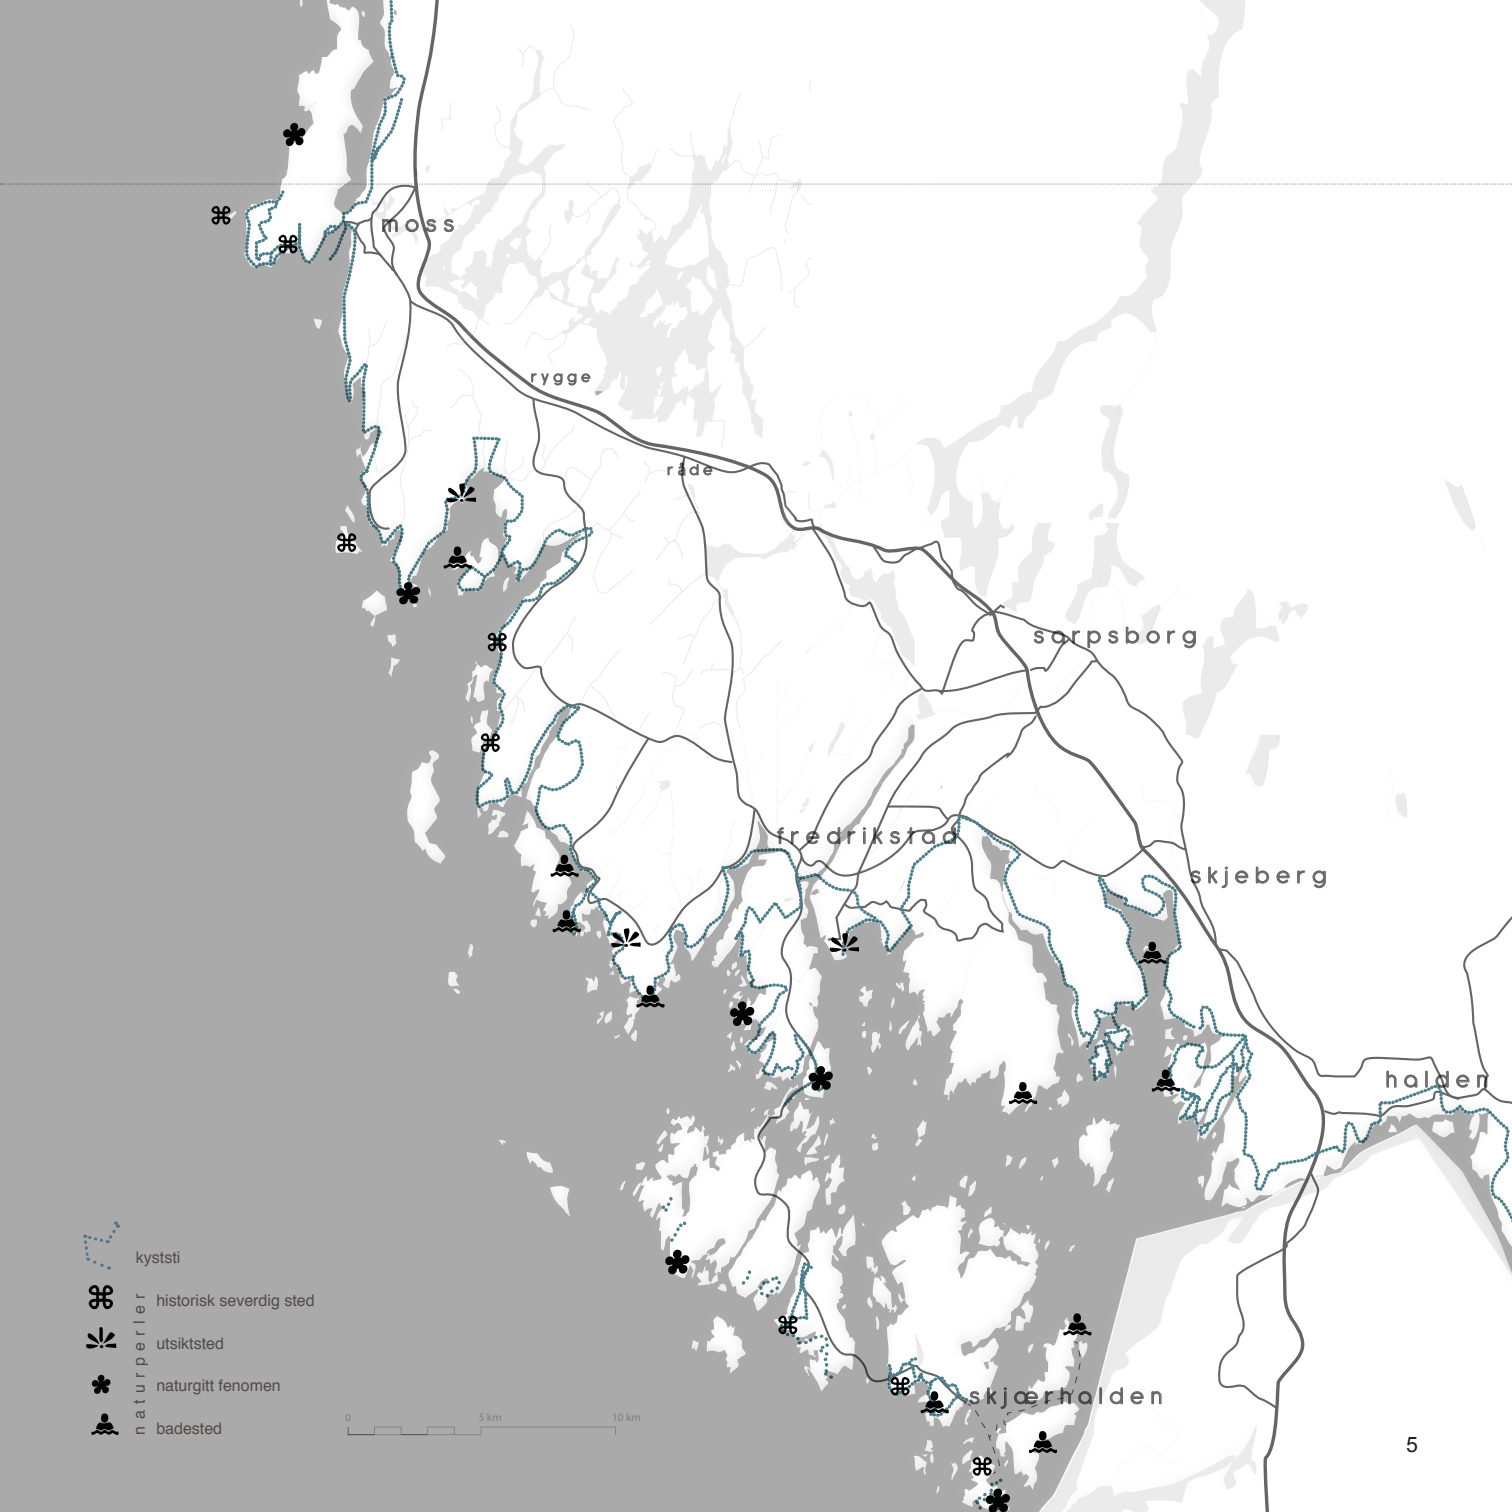 moss
rygge
råde
sarpsborg
fredrikstad
skjeberg
halden
skjærhalden
kyststi
naturperler
historisk severdig sted
utsiktsted
naturgitt fenomen
badested
0 5 km 10 km
5